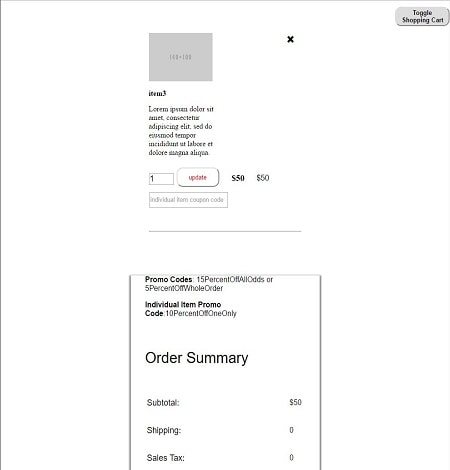 Toggle
Shopping Cart
✖
item3
Lorem ipsum dolor sit
amet, consectetur
adipiscing elit, sed do
eiusmod tempor
incididunt ut labore et
dolore magna aliqua.
1 update $50 $50
Individual Item coupon code
Promo Codes: 15PercentOffAllOdds or
5PercentOffWholeOrder
Individual Item Promo
Code:10PercentOffOneOnly
Order Summary
Subtotal: $50
Shipping: 0
Sales Tax: 0